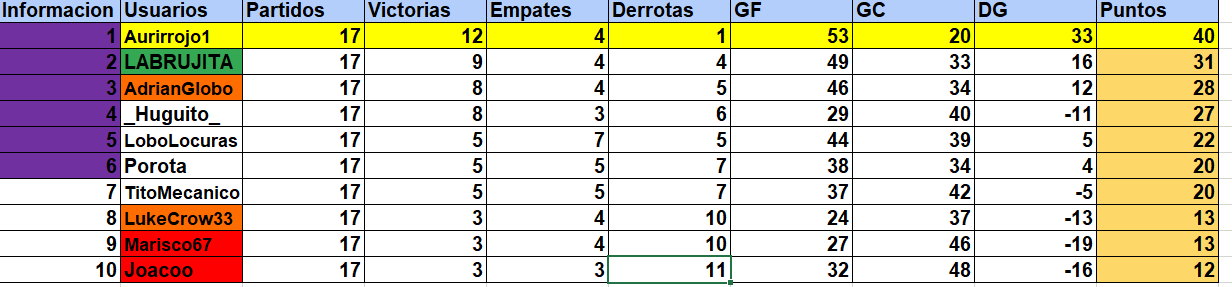 Informacion Usuarios Partidos Victorias Empates Derrotas GF GC DG Puntos
1 Aurirrojo1 17 12 4 1 53 20 33 40
2 LABRUJITA 17 9 4 4 49 33 16 31
3 AdrianGlobo 17 8 4 5 46 34 12 28
4 _Huguito_ 17 8 3 6 29 40 -11 27
5 LoboLocuras 17 5 7 5 44 39 5 22
6 Porota 17 5 5 7 38 34 4 20
7 TitoMecanico 17 5 5 7 37 42 -5 20
8 LukeCrow33 17 3 4 10 24 37 -13 13
9 Marisco67 17 3 4 10 27 46 -19 13
10 Joacoo 17 3 3 11 32 48 -16 12